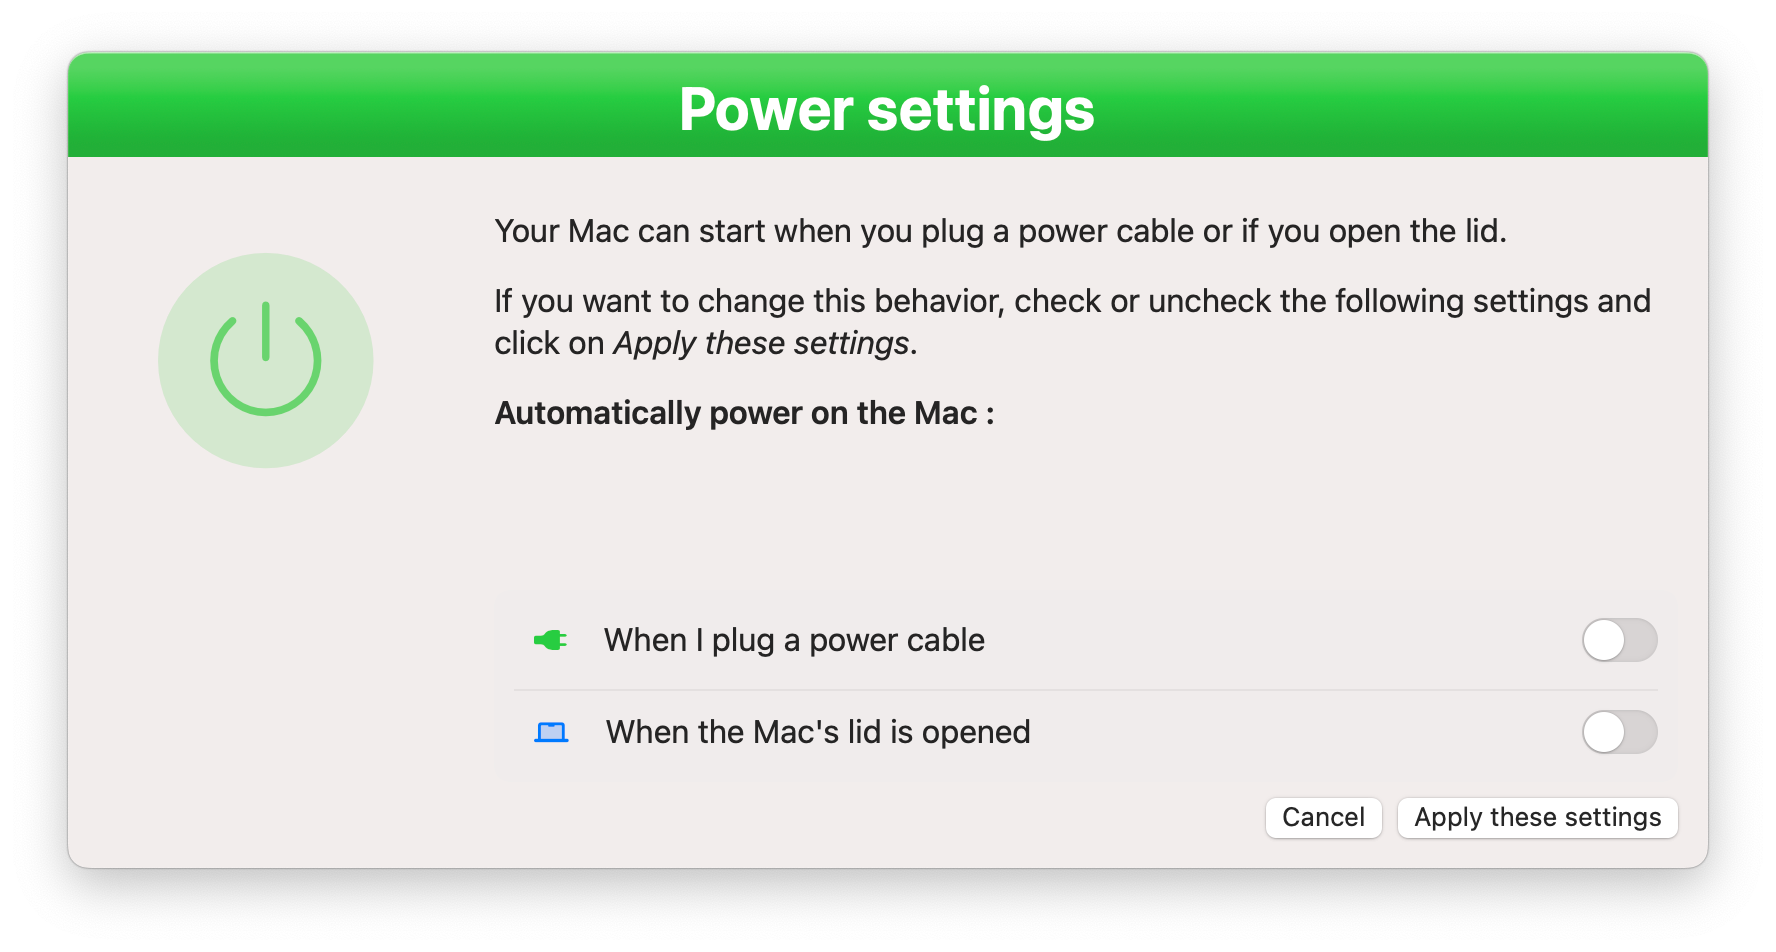 Power settings
Your Mac can start when you plug a power cable or if you open the lid.
If you want to change this behavior, check or uncheck the following settings and
click on Apply these settings.
Automatically power on the Mac :
When I plug a power cable
When the Mac's lid is opened
Cancel
Apply these settings